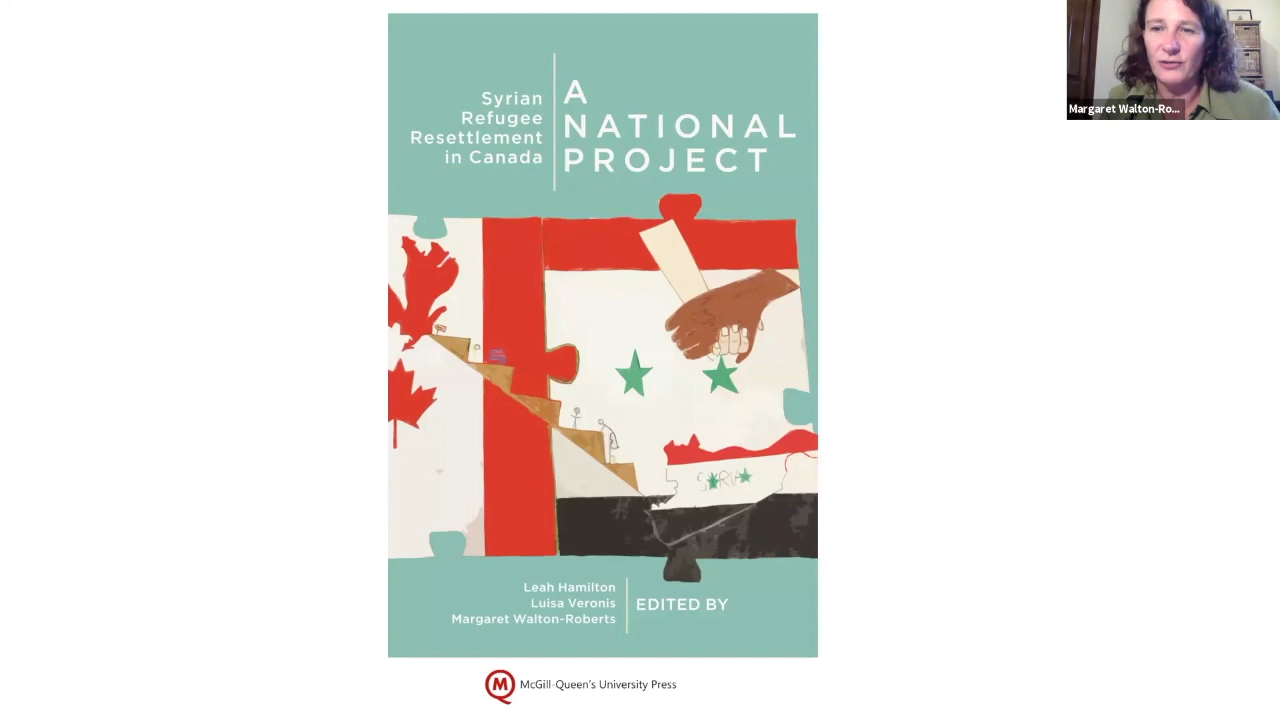 Syrian
Refugee
Resettlement
in Canada
A
NATIONAL
PROJECT
SYRIA
Leah Hamilton
Luisa Veronis
Margaret Walton-Roberts
EDITED BY
M
McGill-Queen's University Press
Margaret Walton-Ro...